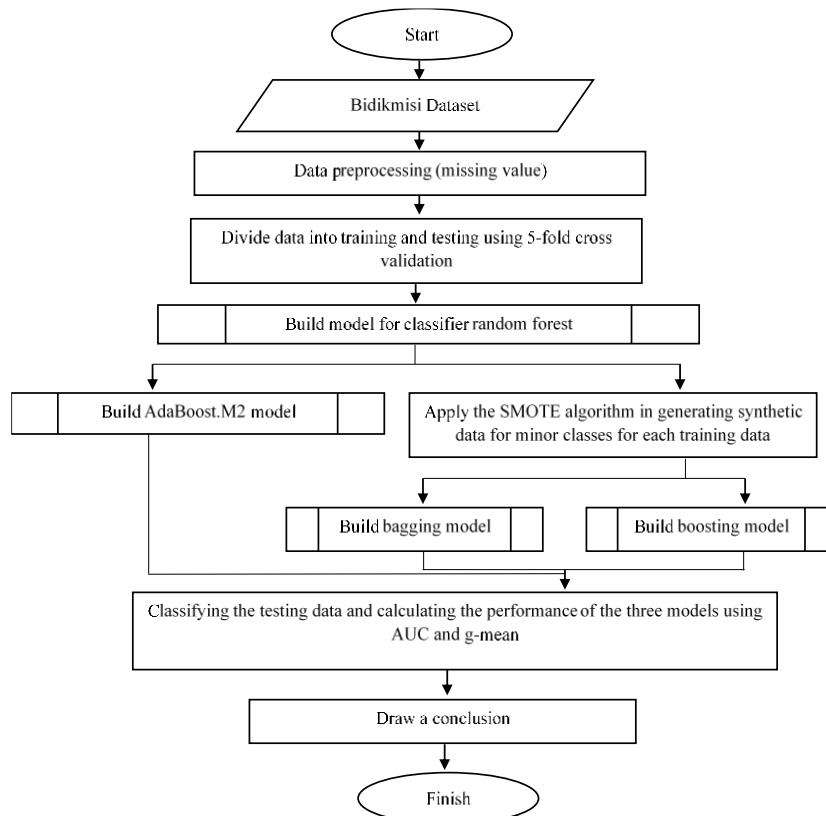 Start
Bidikmisi Dataset
Data preprocessing (missing value)
Divide data into training and testing using 5-fold cross
validation
Build model for classifier random forest
Build AdaBoost.M2 model
Apply the SMOTE algorithm in generating synthetic
data for minor classes for each training data
Build bagging model
Build boosting model
Classifying the testing data and calculating the performance of the three models using
AUC and g-mean
Draw a conclusion
Finish